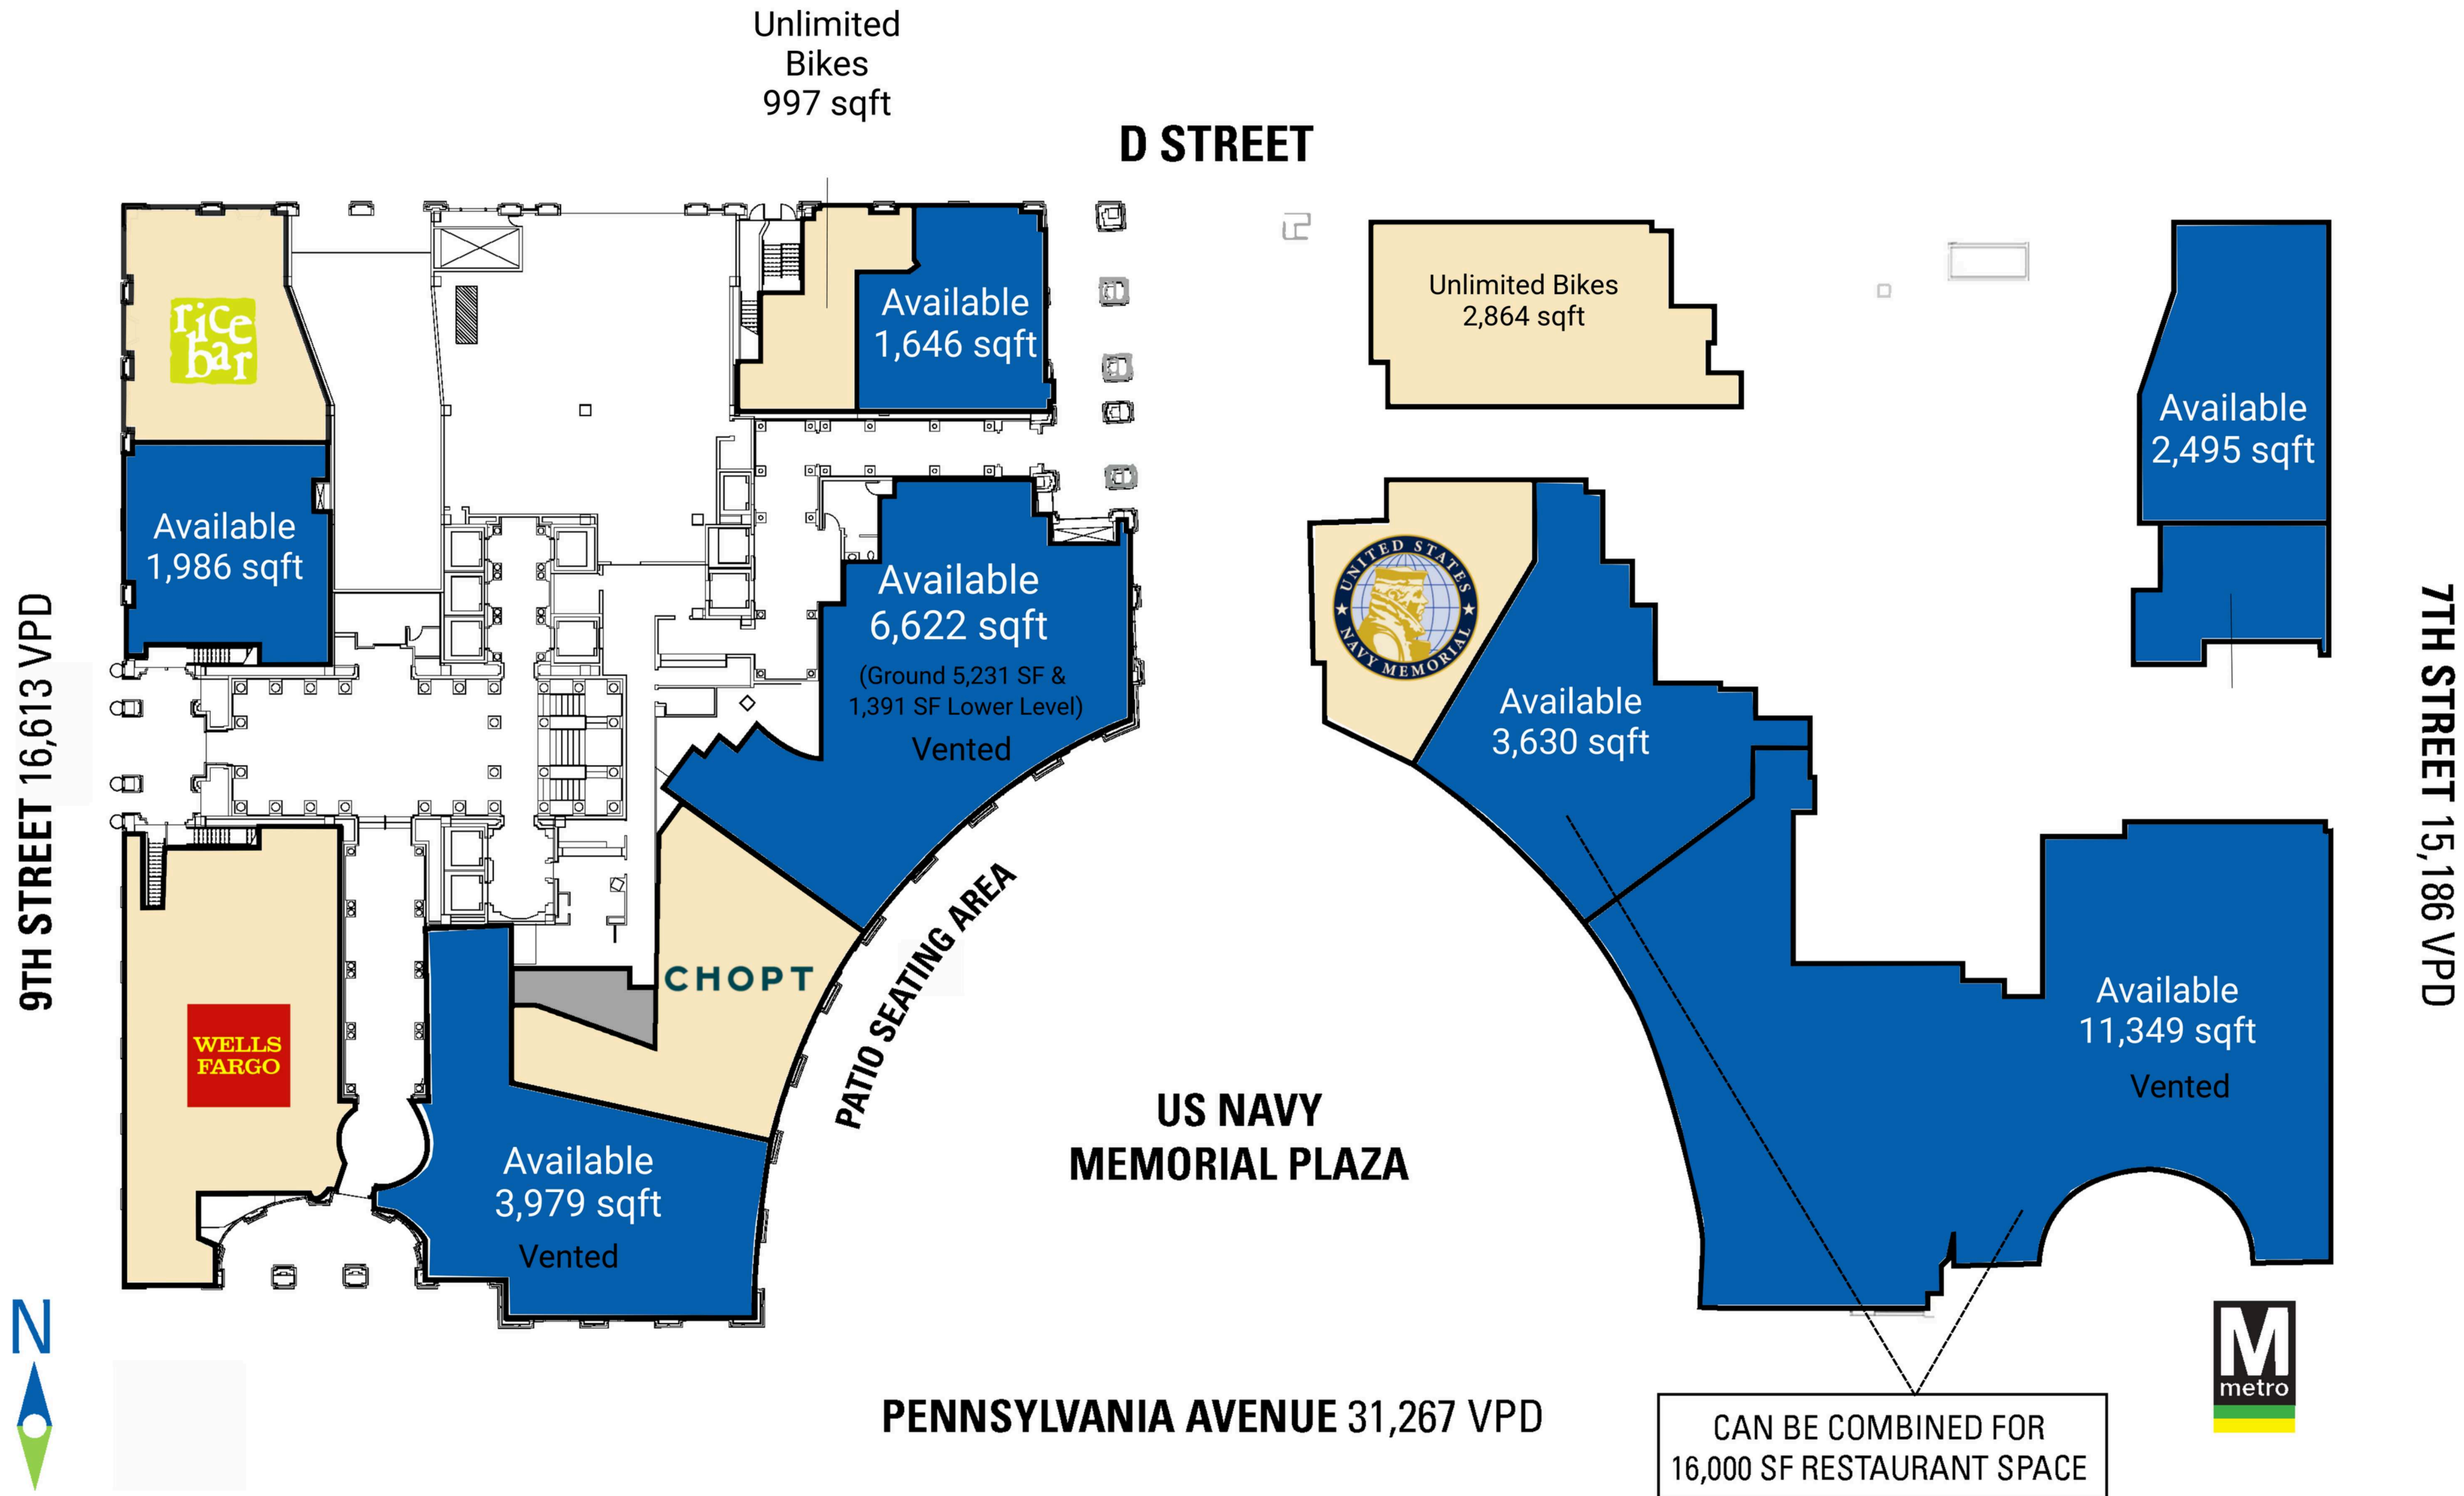 Unlimited
Bikes
997 sqft
D STREET
rice
bar
Available
1,646 sqft
Unlimited Bikes
2,864 sqft
Available
2,495 sqft
Available
1,986 sqft
Available
6,622 sqft
(Ground 5,231 SF &
1,391 SF Lower Level)
Vented
UNITED STATES
NAVY MEMORIAL
Available
3,630 sqft
9TH STREET 16,613 VPD
7TH STREET 15,186 VPD
CHOPT
PATIO SEATING AREA
WELLS
FARGO
Available
11,349 sqft
Vented
US NAVY
MEMORIAL PLAZA
Available
3,979 sqft
Vented
N
PENNSYLVANIA AVENUE 31,267 VPD
CAN BE COMBINED FOR
16,000 SF RESTAURANT SPACE
M
metro